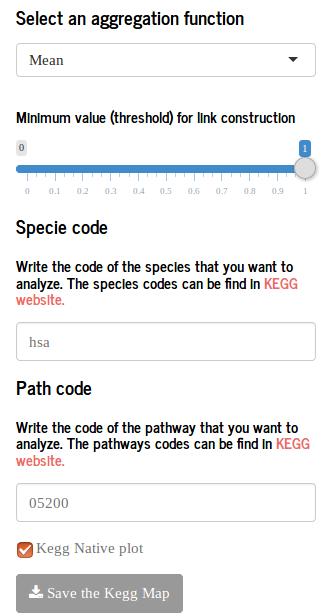 Select an aggregation function
Mean
Minimum value (threshold) for link construction
0 1
0 0.1 0.2 0.3 0.4 0.5 0.6 0.7 0.8 0.9 1
Specie code
Write the code of the species that you want to
analyze. The species codes can be find in KEGG
website.
hsa
Path code
Write the code of the pathway that you want to
analyze. The pathways codes can be find in KEGG
website.
05200
Kegg Native plot
Save the Kegg Map